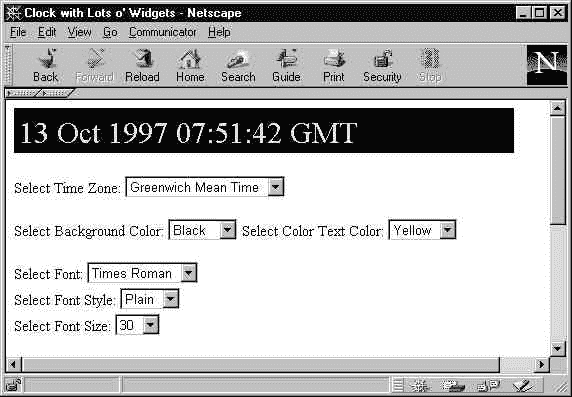 Clock with Lots o' Widgets - Netscape
File Edit View Go Communicator Help
Back Forward Reload Home Search Guide Print Security Stop
N
13 Oct 1997 07:51:42 GMT
Select Time Zone: Greenwich Mean Time
Select Background Color: Black Select Color Text Color: Yellow
Select Font: Times Roman
Select Font Style: Plain
Select Font Size: 30